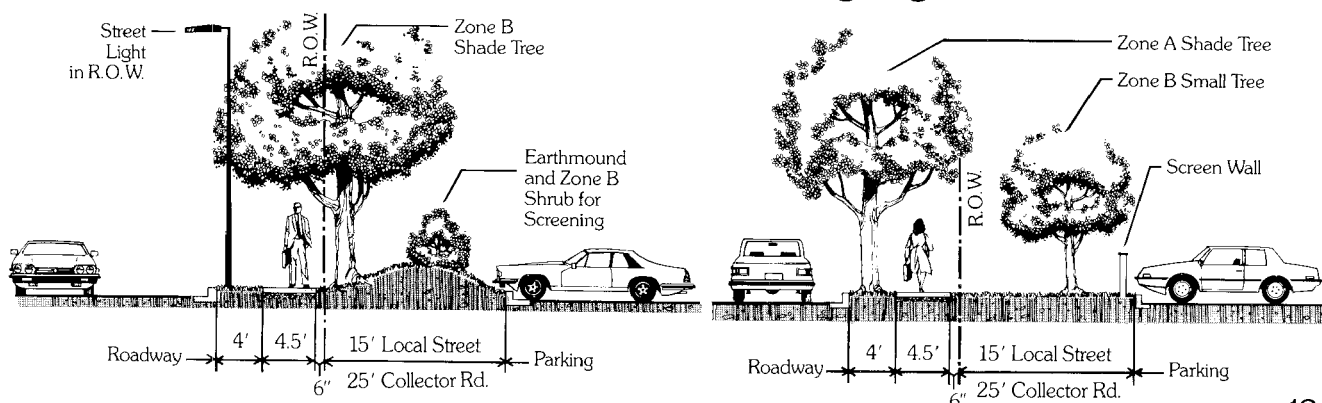 Street
Light
in R.O.W.
R.O.W.
Zone B
Shade Tree
Earthmound
and Zone B
Shrub for
Screening
Roadway
4'
4.5'
6"
15' Local Street
25' Collector Rd.
Parking
Zone A Shade Tree
Zone B Small Tree
Screen Wall
R.O.W.
Roadway
4'
4.5'
6"
15' Local Street
25' Collector Rd.
Parking